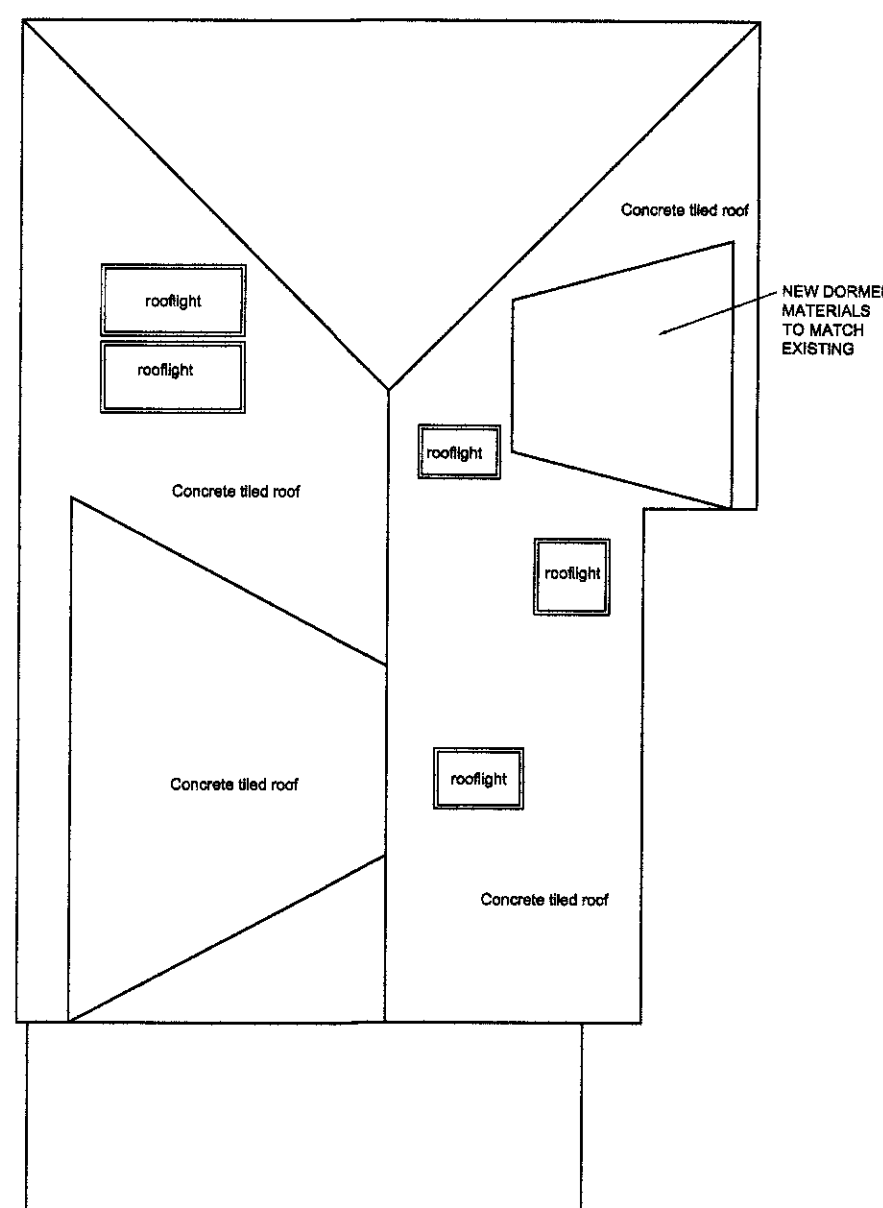 Concrete tiled roof
NEW DORME
MATERIALS
TO MATCH
EXISTING
rooflight
rooflight
rooflight
Concrete tiled roof
rooflight
rooflight
Concrete tiled roof
Concrete tiled roof